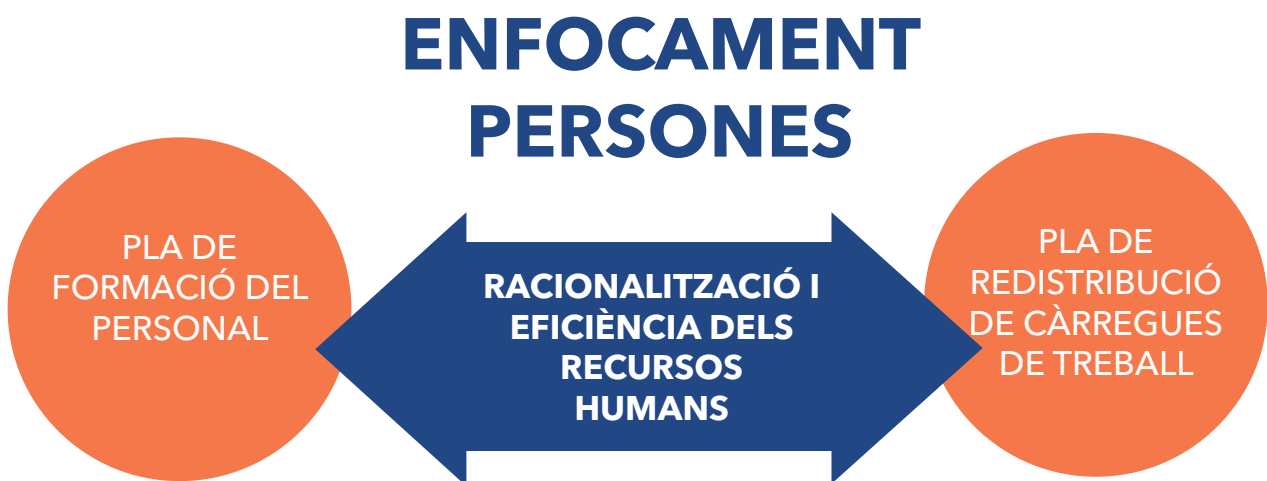 ENFOCAMENT
PERSONES
PLA DE
FORMACIÓ DEL
PERSONAL
RACIONALITZACIÓ I
EFICIÈNCIA DELS
RECURSOS
HUMANS
PLA DE
REDISTRIBUCIÓ
DE CÀRREGUES
DE TREBALL